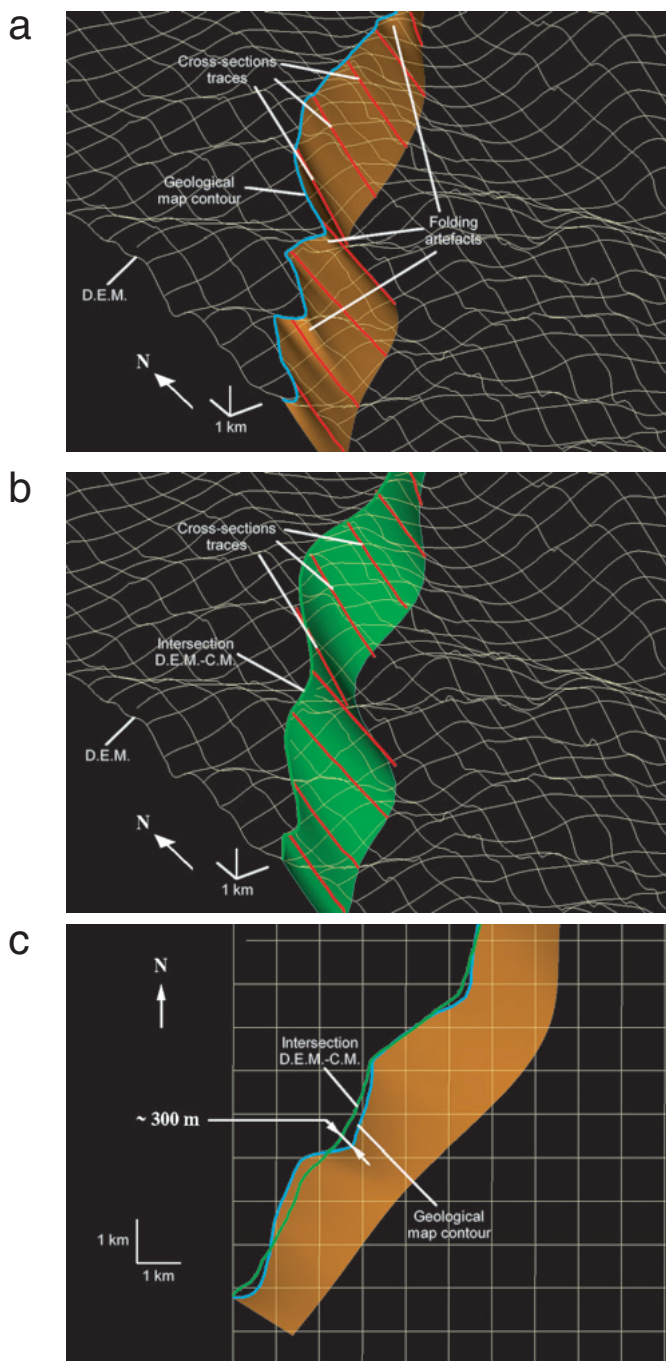 a
Cross-sections
traces
Geological
map contour
Folding
artefacts
D.E.M.
N
1 km
b
Cross-sections
traces
Intersection
D.E.M.-C.M.
D.E.M.
N
1 km
c
N
Intersection
D.E.M.-C.M.
~ 300 m
Geological
map contour
1 km
1 km